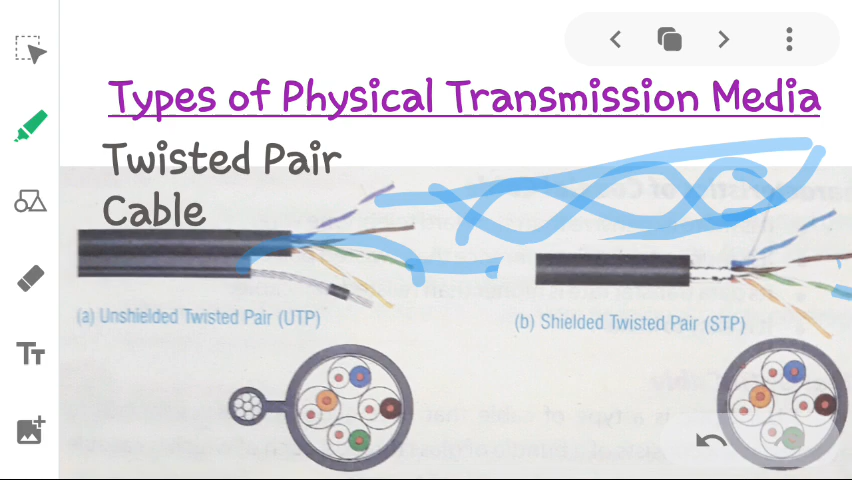 Types of Physical Transmission Media
Twisted Pair
Cable
(a) Unshielded Twisted Pair (UTP)
(b) Shielded Twisted Pair (STP)